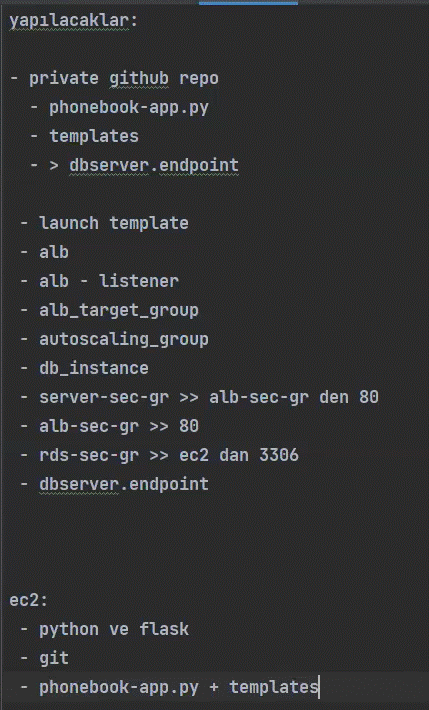 yapılacaklar:
- private github repo
- phonebook-app.py
- templates
- > dbserver.endpoint
- launch template
- alb
- alb - listener
- alb_target_group
- autoscaling_group
- db_instance
- server-sec-gr >> alb-sec-gr den 80
- alb-sec-gr >> 80
- rds-sec-gr >> ec2 dan 3306
- dbserver.endpoint
ec2:
- python ve flask
- git
- phonebook-app.py + templates